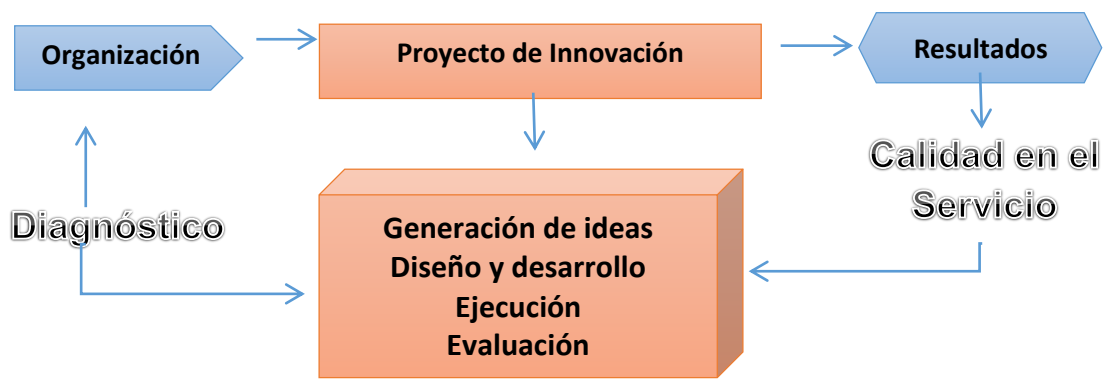 Organización
Proyecto de Innovación
Resultados
Calidad en el
Servicio
Diagnóstico
Generación de ideas
Diseño y desarrollo
Ejecución
Evaluación